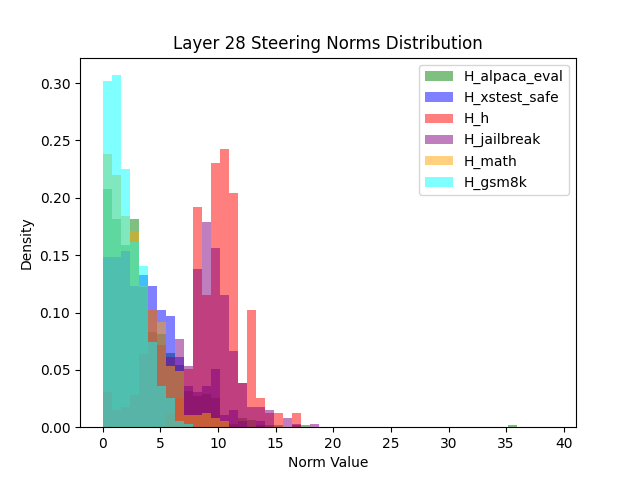 Layer 28 Steering Norms Distribution
H_alpaca_eval
H_xstest_safe
H_h
H_jailbreak
H_math
H_gsm8k
0.30
0.25
0.20
0.15
0.10
0.05
0.00
Density
0 5 10 15 20 25 30 35 40
Norm Value